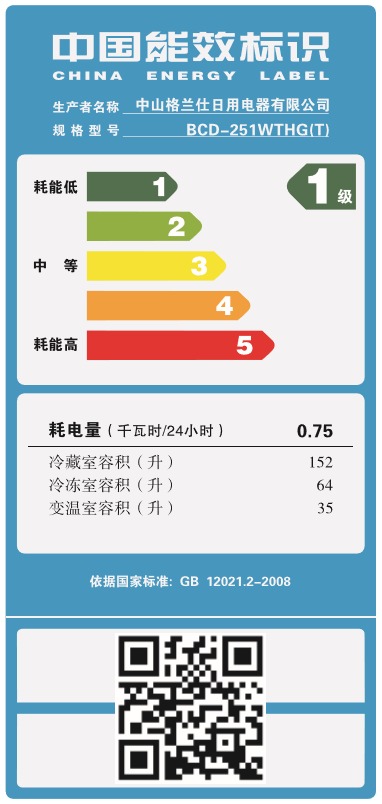 中国能效标识
CHINA ENERGY LABEL
生产者名称 中山格兰仕日用电器有限公司
规格型号 BCD-251WTHG(T)
耗能低 1 1级
2
中 等 3
4
耗能高 5
耗电量（千瓦时/24小时） 0.75
冷藏室容积（升） 152
冷冻室容积（升） 64
变温室容积（升） 35
依据国家标准: GB 12021.2-2008